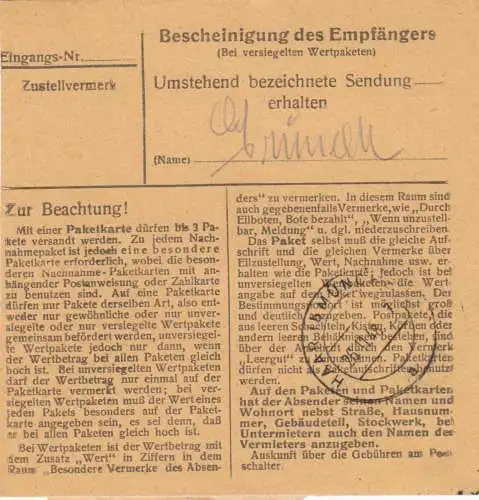 Bescheinigung des Empfängers
(Bei versiegelten Wertpaketen)
Eingangs-Nr.
Zustellvermerk
Umstehend bezeichnete Sendung
erhalten
(Name)
Zur Beachtung!
Mit einer Paketkarte dürfen bis 3 Pa-
kete versandt werden. Zu jedem Nach-
nahmepaket ist jedoch eine besondere
Paketkarte erforderlich, wobei die beson-
deren Nachnahme-Paketkarten mit an-
hängender Postanweisung oder Zahlkarte
zu benutzen sind. Auf eine Paketkarte
dürfen nur Pakete derselben Art, also ent-
weder nur gewöhnliche oder nur unver-
siegelte oder nur versiegelte Wertpakete
gemeinsam befördert werden, unversiegel-
te Wertpakete jedoch nur dann, wenn
der Wertbetrag bei allen Paketen gleich
hoch ist. Bei unversiegelten Wertpaketen
darf der Wertbetrag nur einmal auf der
Paketkarte vermerkt werden; bei ver-
siegelten Wertpaketen muß der Wert eines
jeden Pakets besonders auf der Paket-
karte angegeben sein, es sei denn, daß
er bei allen Paketen gleich hoch ist.
Bei Wertpaketen ist der Wertbetrag mit
dem Zusatz „Wert" in Ziffern in dem
Raum „Besondere Vermerke des Absen-
ders" zu vermerken. In diesem Raum sind
auch gegebenenfalls Vermerke, wie „Durch
Eilboten, Bote bezahlt", „Wenn unzustell-
bar, Meldung" u. dgl. niederzuschreiben.
Das Paket selbst muß die gleiche Auf-
schrift und die gleichen Vermerke über
Eilzustellung, Wert, Nachnahme usw. er-
halten wie die Paketkarte; jedoch ist bei
unversiegelten Wertpaketen die Wert-
angabe auf dem Paket wegzulassen. Der
Bestimmungsort ist möglichst groß
und deutlich anzugeben. Postpakete, die
aus leeren Schachteln, Kisten, Körben oder
anderen leeren Behältnissen bestehen, sind
über der Anschrift durch den Vermerk
„Leergut" zu kennzeichnen. Paketkarten
dürfen nicht als Paketaufschriften benutzt
werden.
Auf den Paketen und Paketkarten
hat der Absender seinen Namen und
Wohnort nebst Straße, Hausnum-
mer, Gebäudeteil, Stockwerk, bei
Untermietern auch den Namen des
Vermieters anzugeben.
Auskunft über die Gebühren am Post-
schalter.